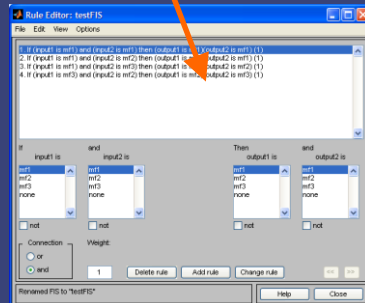 Rule Editor: testFIS
File Edit View Options
1. If (input1 is mf1) and (input2 is mf1) then (output1 is mf1)(output2 is mf1) (1)
2. If (input1 is mf1) and (input2 is mf2) then (output1 is output2 is mf1) (1)
3. If (input1 is mf2) and (input2 is mf3) then (output1 is output2 is mf2) (1)
4. If (input1 is mf3) and (input2 is mf2) then (output1 is output2 is mf3) (1)
If and Then and
input1 is input2 is output1 is output2 is
mf1 mf1 mf1 mf1
mf2 mf2 mf2 mf2
mf3 mf3 mf3 mf3
none none none none
not not not not
Connection Weight:
or
and 1 Delete rule Add rule Change rule << >>
Renamed FIS to "testFIS" Help Close